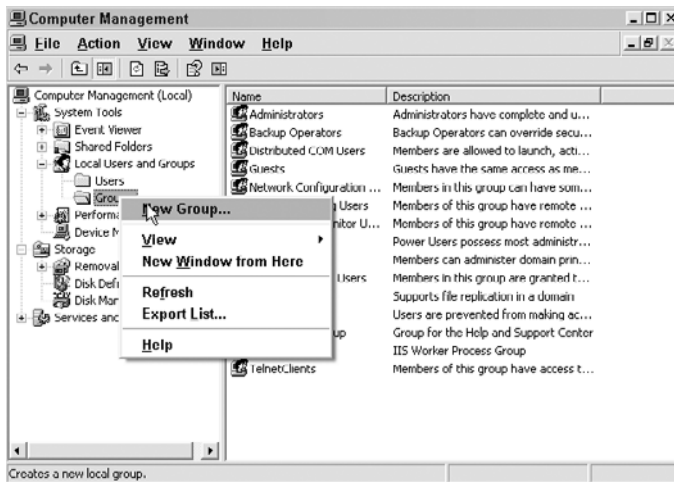 Computer Management
File Action View Window Help
Computer Management (Local)
System Tools
Event Viewer
Shared Folders
Local Users and Groups
Users
Grou
Performa
Device M
Storage
Removal
Disk Defr
Disk Man
Services and
New Group...
View
New Window from Here
Refresh
Export List...
Help
Name Description
Administrators Administrators have complete and u...
Backup Operators Backup Operators can override secu...
Distributed COM Users Members are allowed to launch, acti...
Guests Guests have the same access as me...
Network Configuration ... Members in this group can have som...
Users Members of this group have remote ...
nitor U... Members of this group have remote ...
Power Users possess most administr...
Members can administer domain prin...
Users Members in this group are granted t...
Supports file replication in a domain
Users are prevented from making ac...
up Group for the Help and Support Center
IIS Worker Process Group
TelnetClients Members of this group have access t...
Creates a new local group.